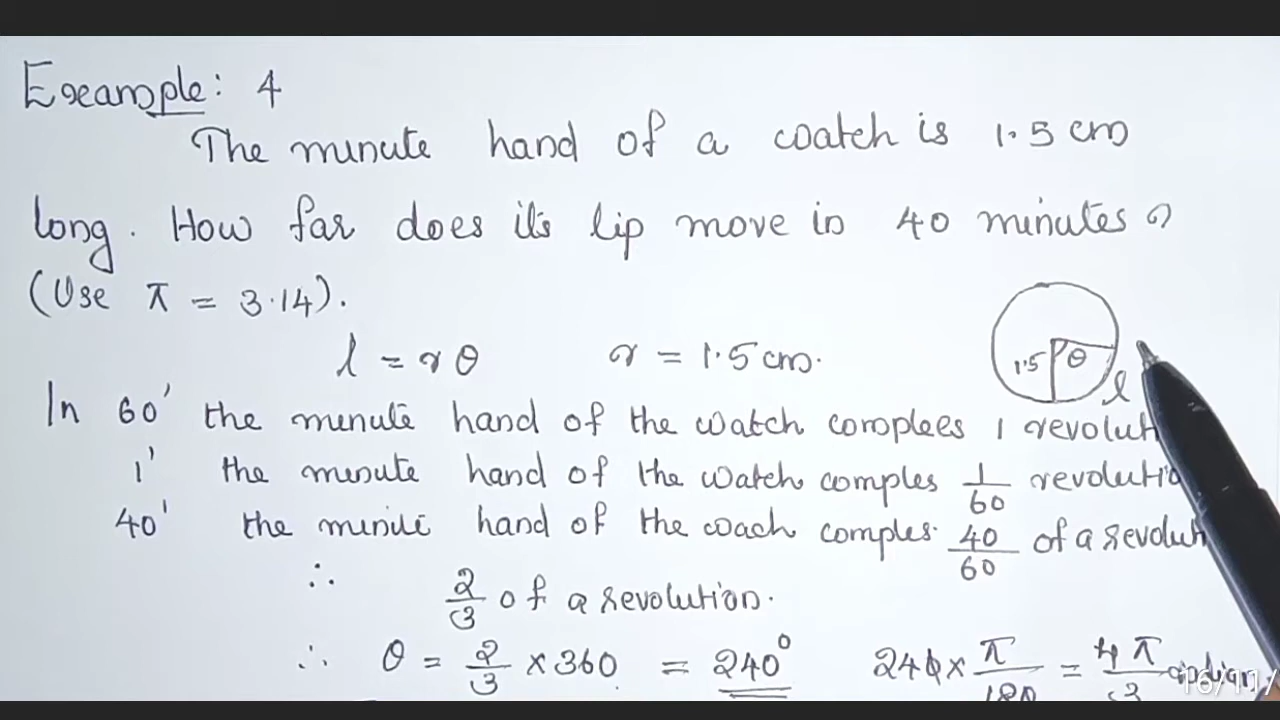 Example: 4
The minute hand of a watch is 1.5 cm
long. How far does its tip move in 40 minutes ?
(Use π = 3.14).
l = rθ r = 1.5 cm.
1.5 θ l
In 60' the minute hand of the watch complees 1 revolut
1' the minute hand of the watch comples 1/60 revolutio
40' the minute hand of the watch comples 40/60 of a revolut
∴ 2/3 of a revolution.
∴ θ = 2/3 × 360 = 240° 240 × π/180 = 4π/3